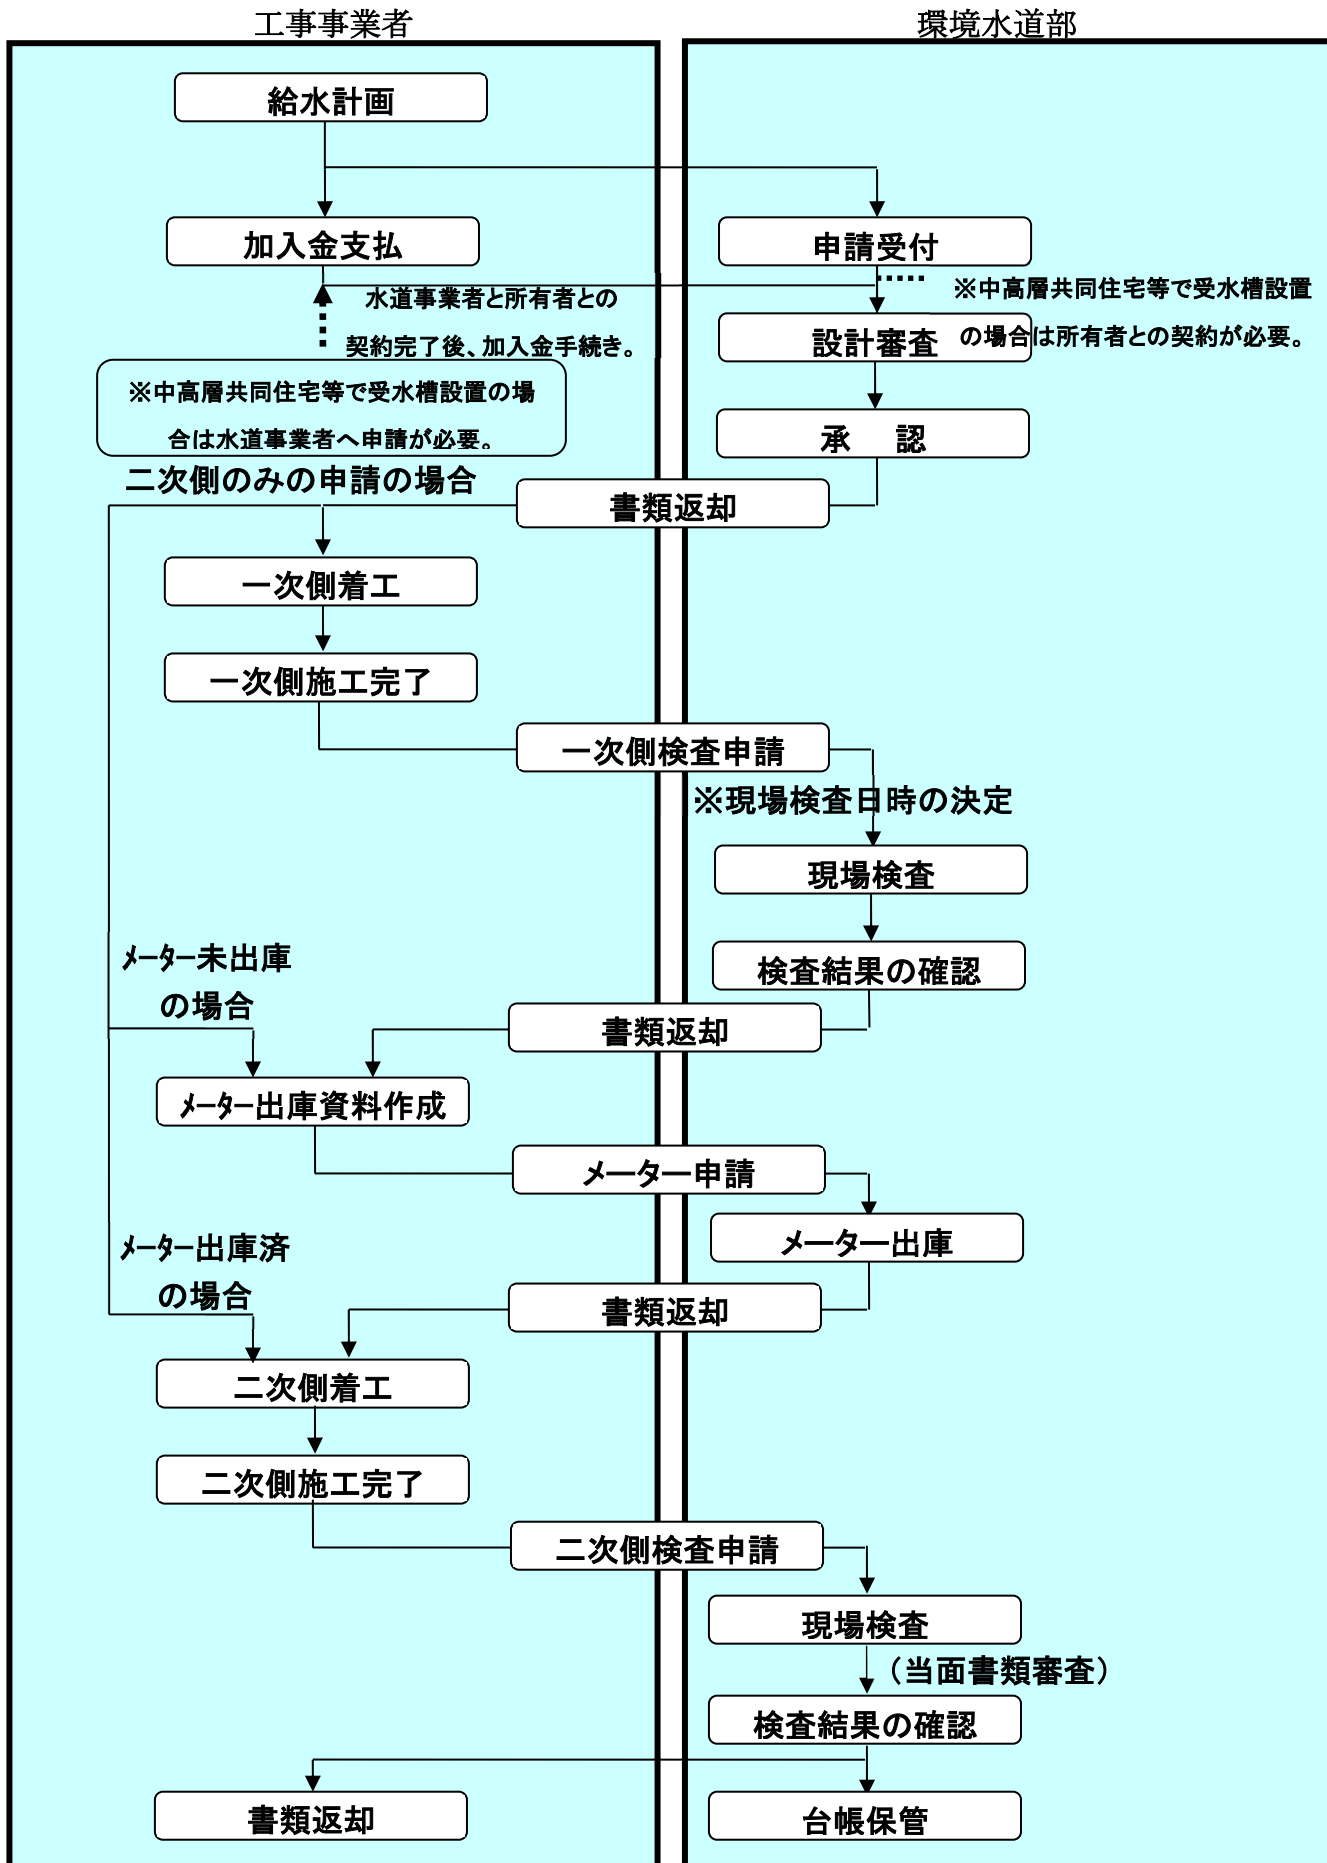 工事事業者
環境水道部
給水計画
加入金支払
申請受付
水道事業者と所有者との
契約完了後、加入金手続き。
※中高層共同住宅等で受水槽設置
の場合は所有者との契約が必要。
設計審査
※中高層共同住宅等で受水槽設置の場
合は水道事業者へ申請が必要。
承 認
二次側のみの申請の場合
書類返却
一次側着工
一次側施工完了
一次側検査申請
※現場検査日時の決定
現場検査
検査結果の確認
メーター未出庫
の場合
書類返却
メーター出庫資料作成
メーター申請
メーター出庫
メーター出庫済
の場合
書類返却
二次側着工
二次側施工完了
二次側検査申請
現場検査
（当面書類審査）
検査結果の確認
書類返却
台帳保管